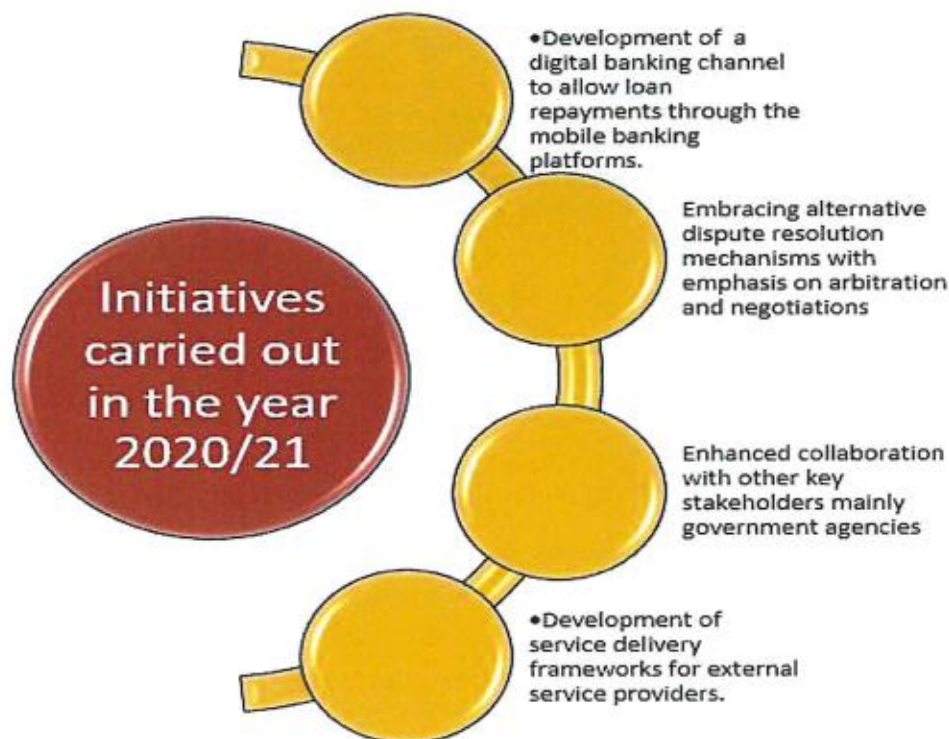 •Development of a
digital banking channel
to allow loan
repayments through the
mobile banking
platforms.
Embracing alternative
dispute resolution
mechanisms with
emphasis on arbitration
and negotiations
Initiatives
carried out
in the year
2020/21
Enhanced collaboration
with other key
stakeholders mainly
government agencies
•Development of
service delivery
frameworks for external
service providers.